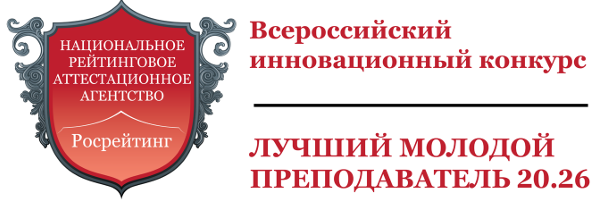 НАЦИОНАЛЬНОЕ
РЕЙТИНГОВОЕ
АТТЕСТАЦИОННОЕ
АГЕНТСТВО
Росрейтинг
Всероссийский
инновационный конкурс
ЛУЧШИЙ МОЛОДОЙ
ПРЕПОДАВАТЕЛЬ 20.26